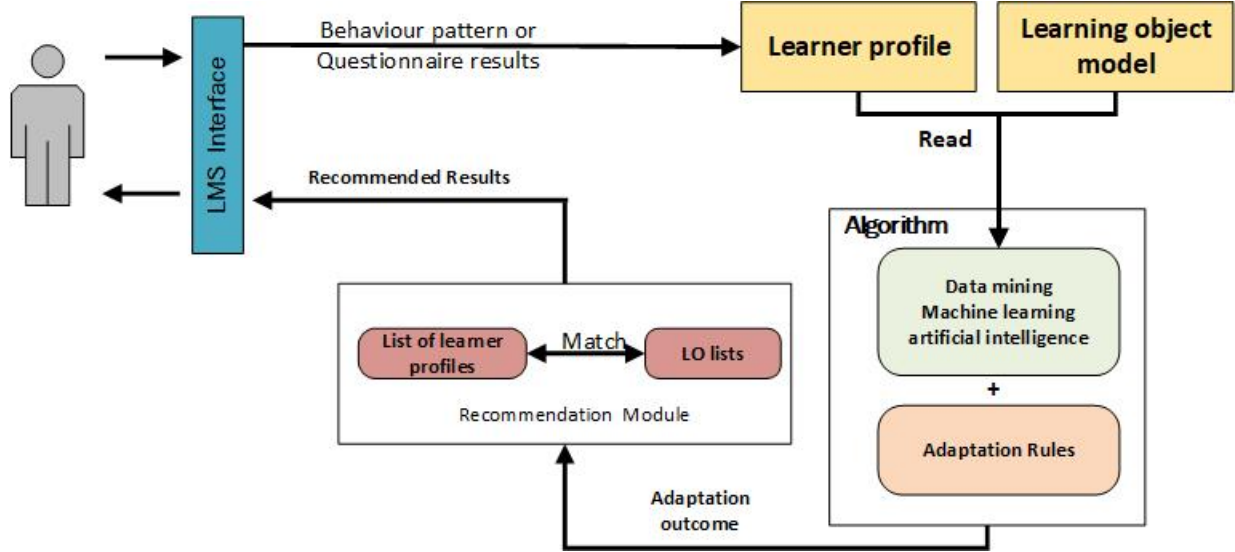 Behaviour pattern or
Questionnaire results
Learner profile
Learning object
model
LMS Interface
Read
Recommended Results
Algorithm
Data mining
Machine learning
artificial intelligence
+
Adaptation Rules
List of learner
profiles
Match
LO lists
Recommendation Module
Adaptation
outcome